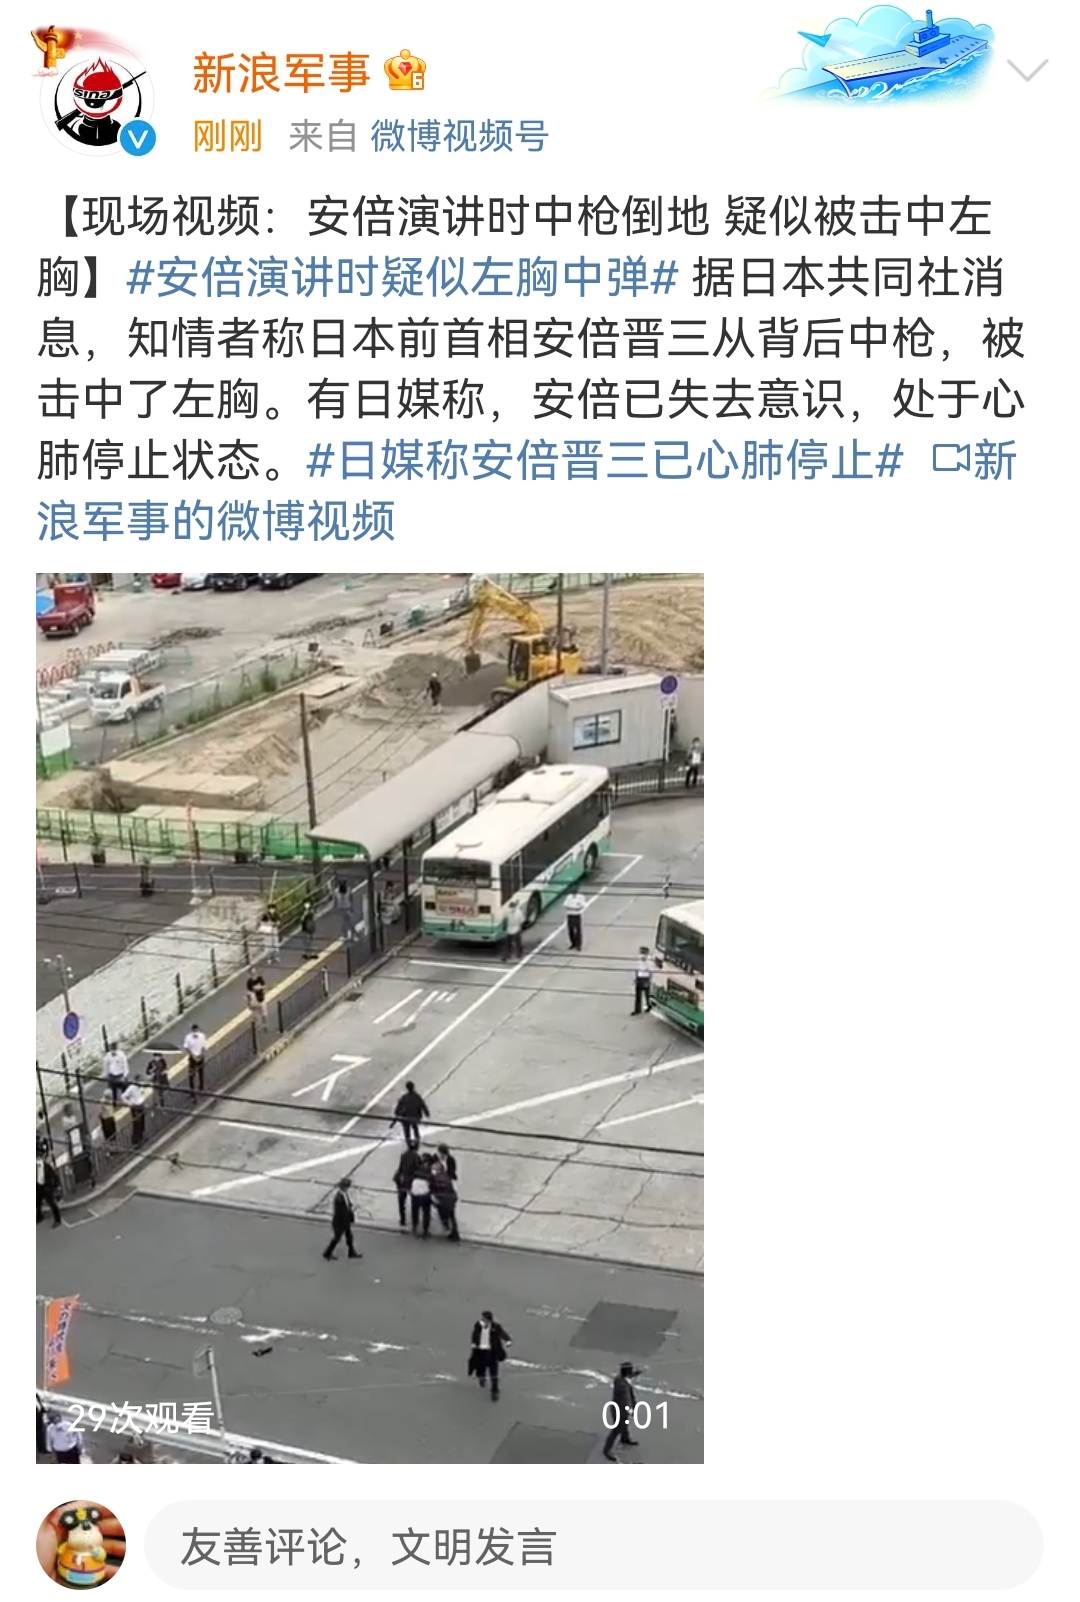 新浪军事
刚刚 来自 微博视频号
【现场视频：安倍演讲时中枪倒地 疑似被击中左
胸】#安倍演讲时疑似左胸中弹# 据日本共同社消
息，知情者称日本前首相安倍晋三从背后中枪，被
击中了左胸。有日媒称，安倍已失去意识，处于心
肺停止状态。#日媒称安倍晋三已心肺停止# 新
浪军事的微博视频
バス
29次观看 0:01
友善评论，文明发言